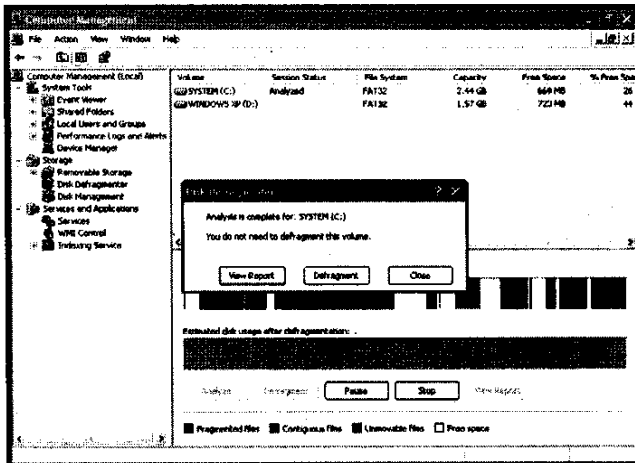 Computer Management
File Action View Window Help
Computer Management (Local)
System Tools
Event Viewer
Shared Folders
Local Users and Groups
Performance Logs and Alerts
Device Manager
Storage
Removable Storage
Disk Defragmenter
Disk Management
Services and Applications
Services
WMI Control
Indexing Service
Volume Session Status File System Capacity Free Space % Free Spa
SYSTEM (C:) Analyzed FAT32 2.44 GB 664 MB 26
WINDOWS XP (D:) FAT32 1.57 GB 723 MB 44
Disk Defragmenter
Analysis is complete for: SYSTEM (C:)
You do not need to defragment this volume.
View Report Defragment Close
Estimated disk usage after defragmentation:
Analyze Defragment Pause Stop View Report
Fragmented files Contiguous files Unmovable files Free space